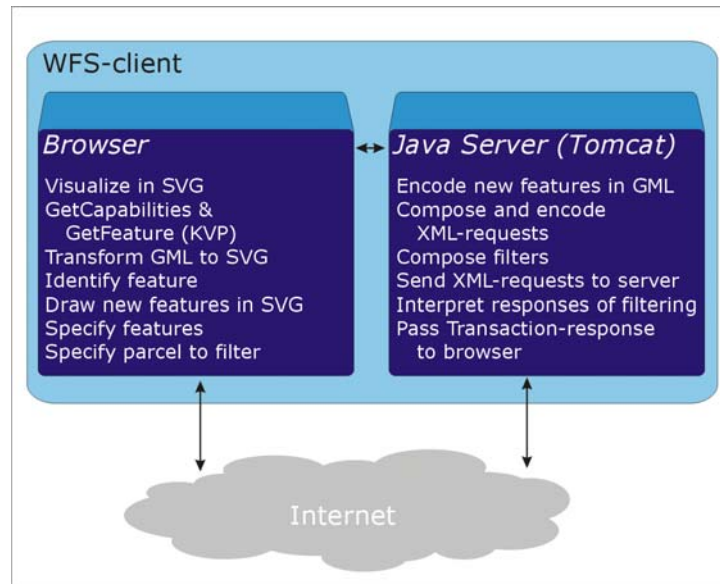 WFS-client
Browser
Visualize in SVG
GetCapabilities &
GetFeature (KVP)
Transform GML to SVG
Identify feature
Draw new features in SVG
Specify features
Specify parcel to filter
Java Server (Tomcat)
Encode new features in GML
Compose and encode
XML-requests
Compose filters
Send XML-requests to server
Interpret responses of filtering
Pass Transaction-response
to browser
Internet